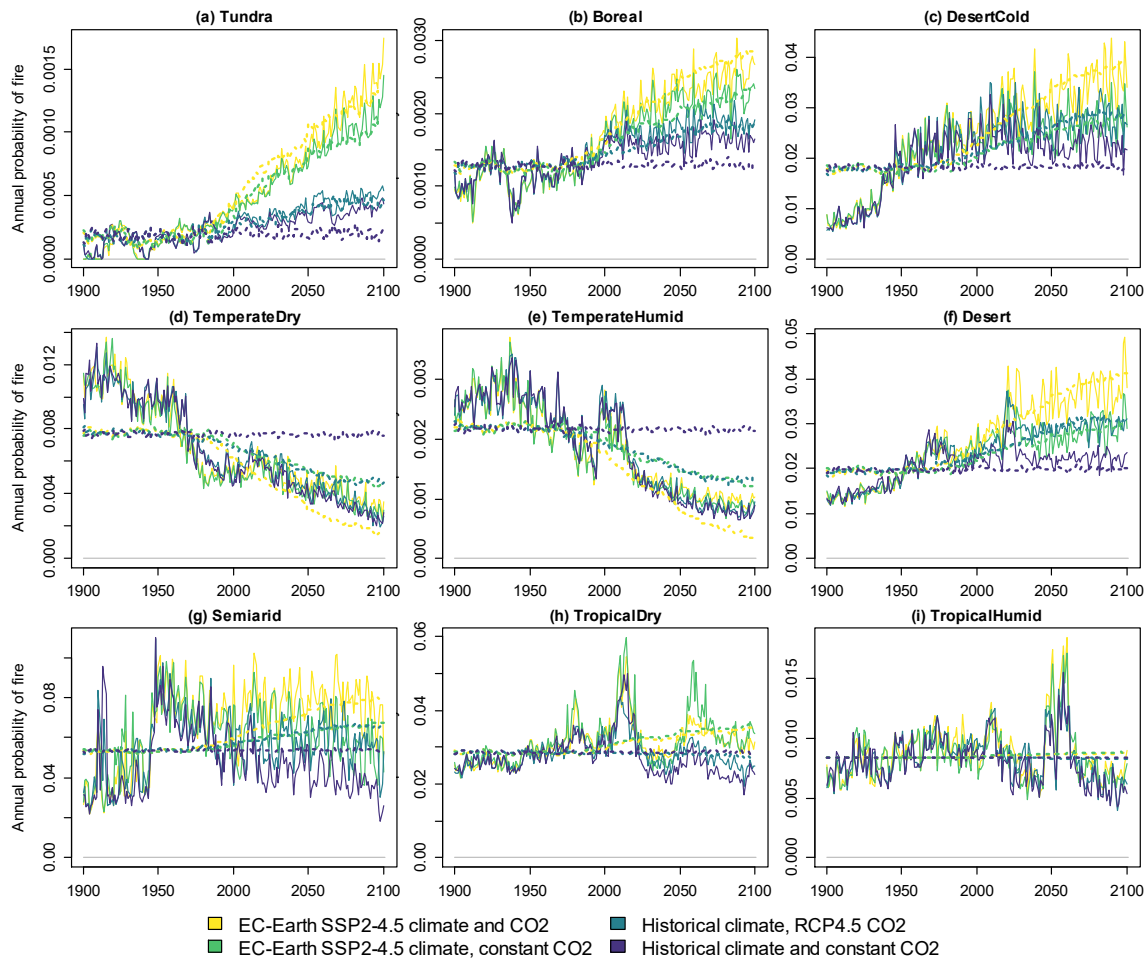 (a) Tundra
(b) Boreal
(c) DesertCold
Annual probability of fire
0.0000 0.0005 0.0010 0.0015
0.0000 0.0010 0.0020 0.0030
0.00 0.01 0.02 0.03 0.04
1900 1950 2000 2050 2100
1900 1950 2000 2050 2100
1900 1950 2000 2050 2100
(d) TemperateDry
(e) TemperateHumid
(f) Desert
Annual probability of fire
0.000 0.004 0.008 0.012
0.000 0.001 0.002 0.003
0.00 0.01 0.02 0.03 0.04 0.05
1900 1950 2000 2050 2100
1900 1950 2000 2050 2100
1900 1950 2000 2050 2100
(g) Semiarid
(h) TropicalDry
(i) TropicalHumid
Annual probability of fire
0.00 0.04 0.08
0.00 0.02 0.04 0.06
0.000 0.005 0.010 0.015
1900 1950 2000 2050 2100
1900 1950 2000 2050 2100
1900 1950 2000 2050 2100
EC-Earth SSP2-4.5 climate and CO2
Historical climate, RCP4.5 CO2
EC-Earth SSP2-4.5 climate, constant CO2
Historical climate and constant CO2